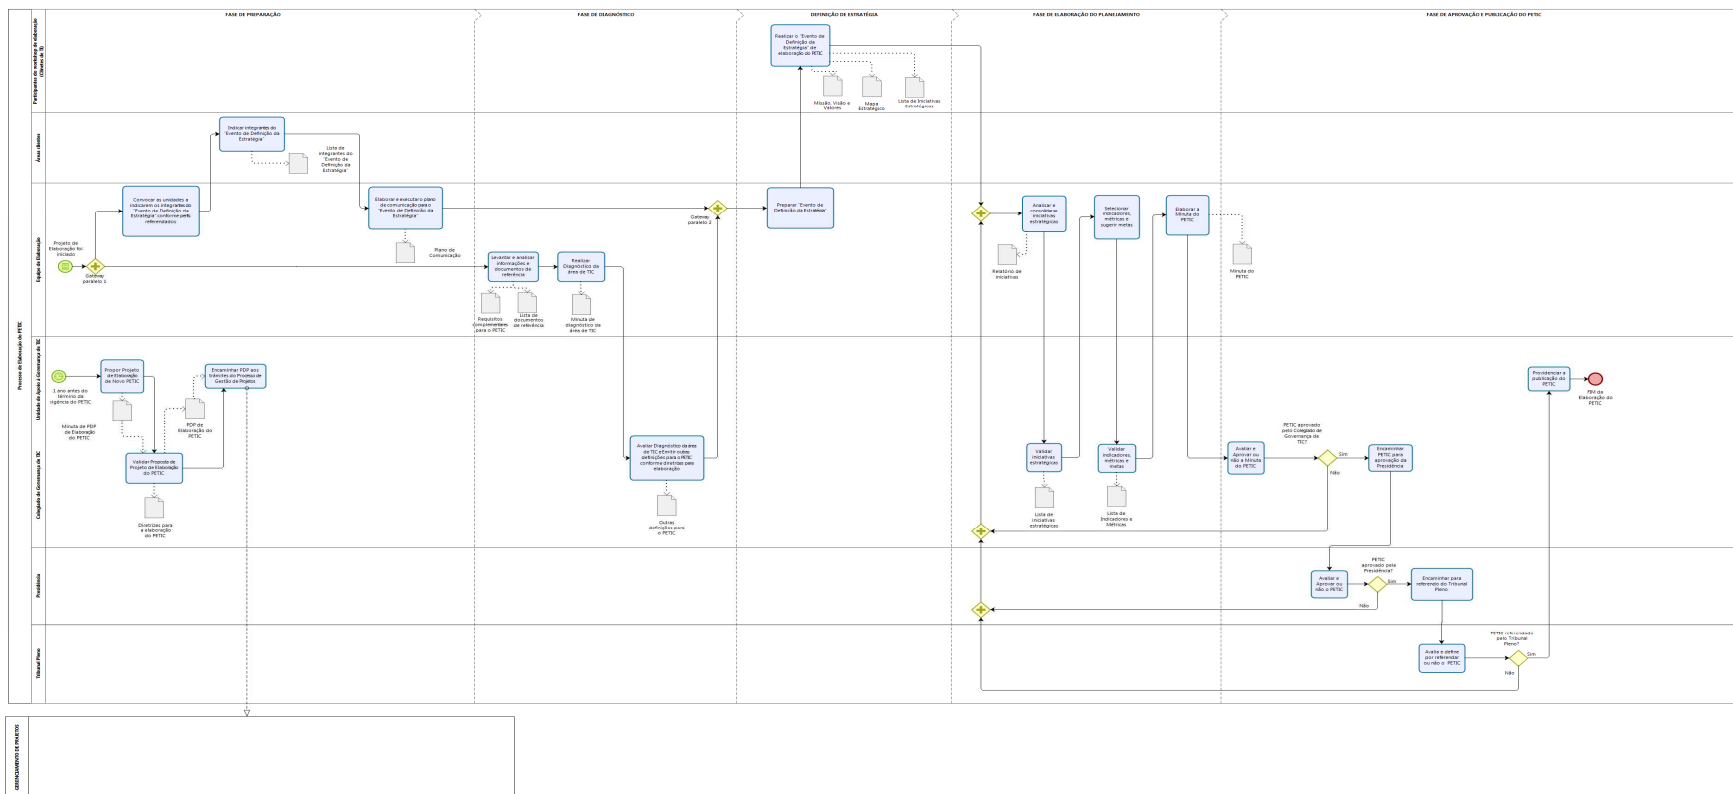 FASE DE PREPARAÇÃO
FASE DE DIAGNÓSTICO
DEFINIÇÃO DE ESTRATÉGIA
FASE DE ELABORAÇÃO DO PLANEJAMENTO
FASE DE APROVAÇÃO E PUBLICAÇÃO DO PETIC
Processo de Elaboração do PETIC
Participantes do workshop de elaboração
(Clientes de TI)
Realizar o "Evento de
Definição da
Estratégia" de
elaboração do PETIC
Missão, Visão e
Valores
Mapa
Estratégico
Lista de Iniciativas
Estratégicas
Áreas clientes
Indicar integrantes do
"Evento de Definição da
Estratégia"
Lista de
integrantes do
"Evento de
Definição da
Estratégia"
Equipe de Elaboração
Projeto de
Elaboração foi
iniciado
Gateway
paralelo 1
Convocar as unidades a
indicarem os integrantes do
"Evento de Definição da
Estratégia" conforme perfis
referendados
Elaborar e executar o plano
de comunicação para o
"Evento de Definição da
Estratégia"
Plano de
Comunicação
Levantar e analisar
informações e
documentos da
referência
Requisitos
complementares
para o PETIC
Lista de
documentos
de referência
Realizar
Diagnóstico da
área de TIC
Minuta de
diagnóstico da
área de TIC
Gateway
paralelo 2
Preparar "Evento de
Definição da Estratégia"
Analisar e
consolidar as
iniciativas
estratégicas
Relatório de
Iniciativas
Selecionar
indicadores,
métricas e
sugerir metas
Elaborar a
Minuta do
PETIC
Minuta do
PETIC
Unidade de Apoio à Governança de TIC
1 ano antes do
término da
vigência do PETIC
Propor Projeto
de Elaboração
de Novo PETIC
Minuta de PDP
de Elaboração
do PETIC
Encaminhar PDP aos
trâmites do Processo de
Gestão de Projetos
PDP de
Elaboração do
PETIC
Providenciar a
publicação do
PETIC
FIM da
Elaboração do
PETIC
Colegiado de Governança de TIC
Validar Proposta de
Projeto de Elaboração
do PETIC
Diretrizes para
a elaboração
do PETIC
Avaliar Diagnóstico da área
de TIC e Emitir outras
definições para o PETIC
conforme diretrizes para
elaboração
Outras
definições para
o PETIC
Validar
iniciativas
estratégicas
Lista de
iniciativas
estratégicas
Validar
indicadores,
métricas e
metas
Lista de
Indicadores e
Métricas
Avaliar e
Aprovar ou
não a Minuta
do PETIC
PETIC aprovado
pelo Colegiado de
Governança de
TIC?
Sim
Não
Encaminhar
PETIC para
aprovação da
Presidência
Presidência
Avaliar e
Aprovar ou
não o PETIC
PETIC
aprovado pela
Presidência?
Sim
Não
Encaminhar para
referendo do Tribunal
Pleno
Tribunal Pleno
Avalia e define
por referendar
ou não o PETIC
PETIC referendado
pelo Tribunal
Pleno?
Sim
Não
GERENCIAMENTO DE PROJETOS